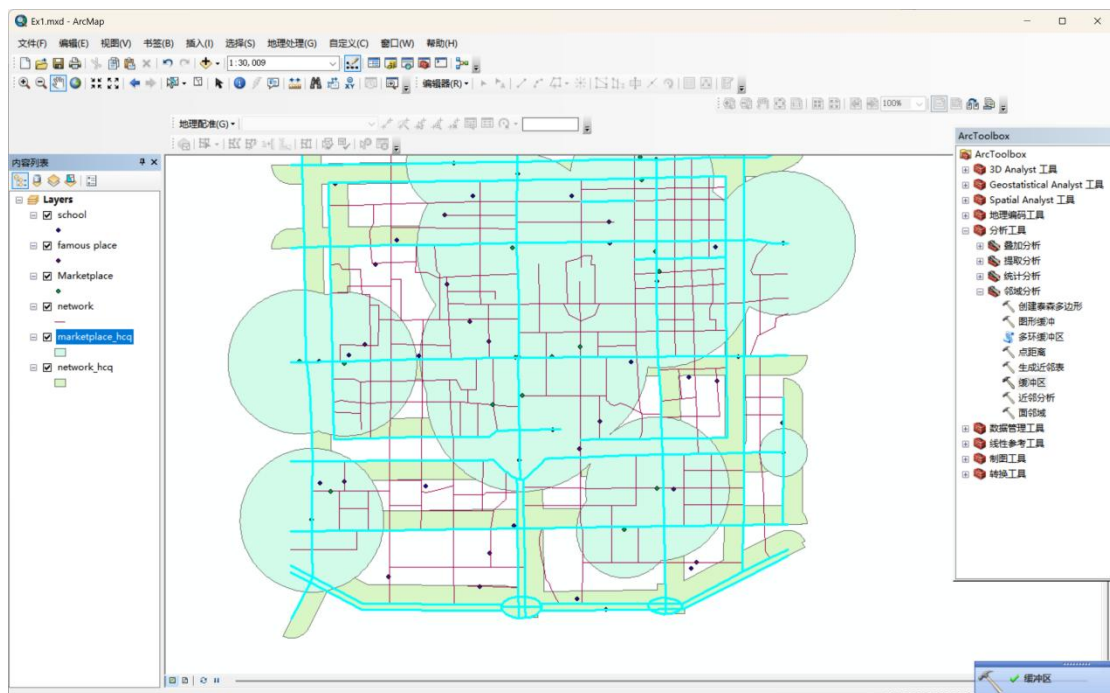 Ex1.mxd - ArcMap
文件(F) 编辑(E) 视图(V) 书签(B) 插入(I) 选择(S) 地理处理(G) 自定义(C) 窗口(W) 帮助(H)
1:30,009
编辑器(R)
100%
地理配准(G)
内容列表
Layers
school
famous place
Marketplace
network
marketplace_hcq
network_hcq
ArcToolbox
ArcToolbox
3D Analyst 工具
Geostatistical Analyst 工具
Spatial Analyst 工具
地理编码工具
分析工具
叠加分析
提取分析
统计分析
邻域分析
创建泰森多边形
图形缓冲
多环缓冲区
点距离
生成近邻表
缓冲区
近邻分析
面邻域
数据管理工具
线性参考工具
制图工具
转换工具
缓冲区